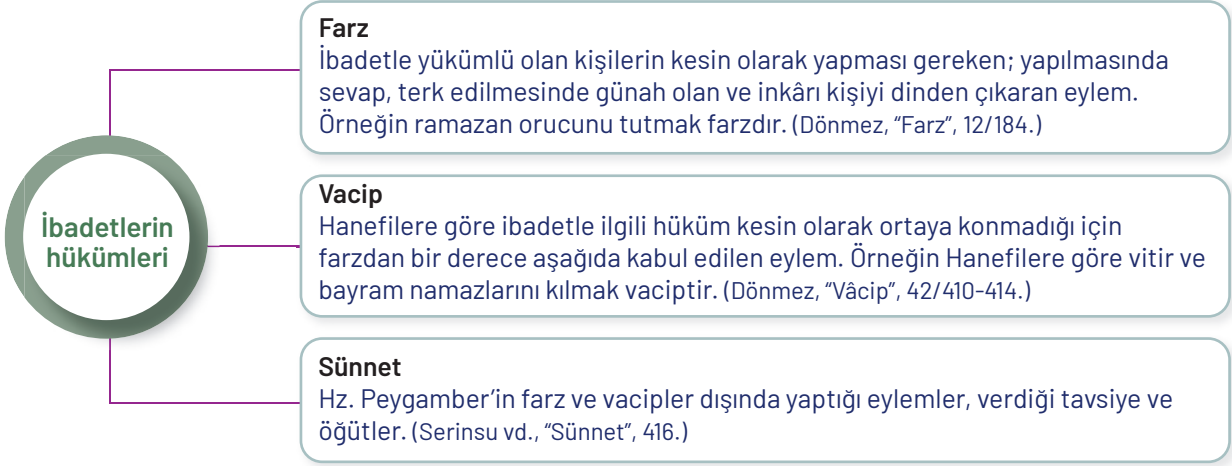 Farz
İbadetle yükümlü olan kişilerin kesin olarak yapması gereken; yapılmasında
sevap, terk edilmesinde günah olan ve inkârı kişiyi dinden çıkaran eylem.
Örneğin ramazan orucunu tutmak farzdır. (Dönmez, “Farz”, 12/184.)
İbadetlerin
hükümleri
Vacip
Hanefilere göre ibadetle ilgili hüküm kesin olarak ortaya konmadığı için
farzdan bir derece aşağıda kabul edilen eylem. Örneğin Hanefilere göre vitir ve
bayram namazlarını kılmak vaciptir. (Dönmez, “Vâcip”, 42/410-414.)
Sünnet
Hz. Peygamber’in farz ve vacipler dışında yaptığı eylemler, verdiği tavsiye ve
öğütler. (Serinsu vd., “Sünnet”, 416.)